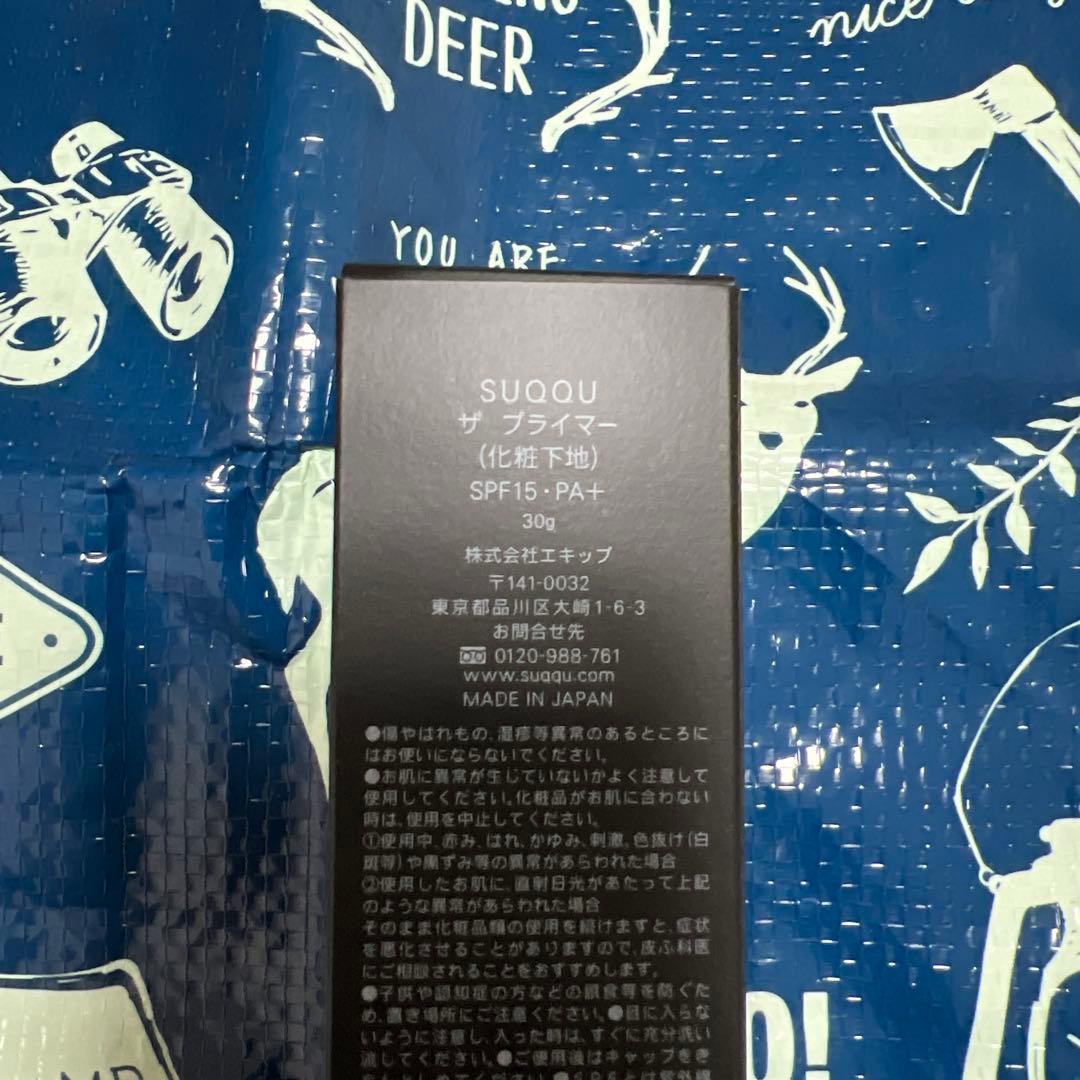 DEER
nice
YOU ARE
SUQQU
ザ プライマー
(化粧下地)
SPF15・PA＋
30g
株式会社エキップ
〒141-0032
東京都品川区大崎1-6-3
お問合せ先
0120-988-761
www.suqqu.com
MADE IN JAPAN
●傷やはれもの、湿疹等異常のあるところに
はお使いにならないでください。
●お肌に異常が生じていないかよく注意して
使用してください。化粧品がお肌に合わない
時は、使用を中止してください。
①使用中、赤み、はれ、かゆみ、刺激、色抜け(白
斑等)や黒ずみ等の異常があらわれた場合
②使用したお肌に、直射日光があたって上記
のような異常があらわれた場合
そのまま化粧品類の使用を続けますと、症状
を悪化させることがありますので、皮ふ科医
にご相談されることをおすすめします。
●子供や認知症の方などの誤食等を防ぐた
め、置き場所にご注意ください。●目に入らな
いように注意し、入った時は、すぐに充分洗い
流してください。●ご使用後はキャップをき